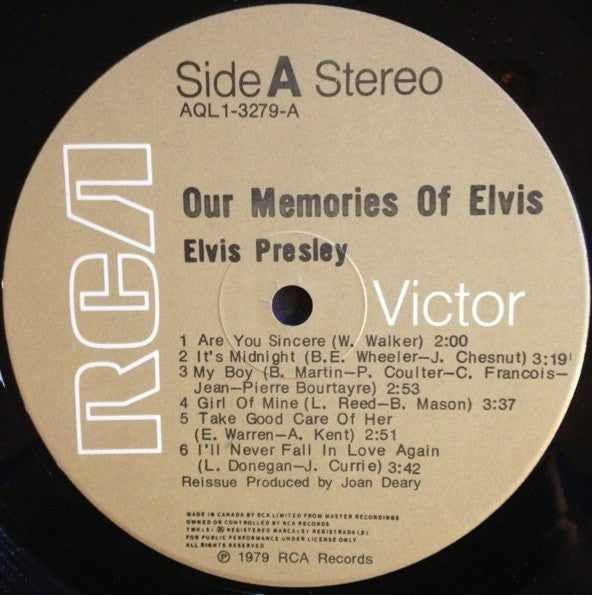 Side A Stereo
AQL1-3279-A
Our Memories Of Elvis
Elvis Presley
RCA
Victor
1 Are You Sincere (W. Walker) 2:00
2 It's Midnight (B.E. Wheeler–J. Chesnut) 3:19
3 My Boy (B. Martin–P. Coulter–C. Francois–
Jean–Pierre Bourtayre) 2:53
4 Girl Of Mine (L. Reed–B. Mason) 3:37
5 Take Good Care Of Her
(E. Warren–A. Kent) 2:51
6 I'll Never Fall In Love Again
(L. Donegan–J. Currie) 3:42
Reissue Produced by Joan Deary
MADE IN CANADA BY RCA LIMITED FROM MASTER RECORDINGS
OWNED OR CONTROLLED BY RCA RECORDS
TMK(S) ® REGISTERED MARCA(S) REGISTRADA(S)
FOR PUBLIC PERFORMANCE UNDER LICENSE ONLY
ALL RIGHTS RESERVED
℗ 1979 RCA Records